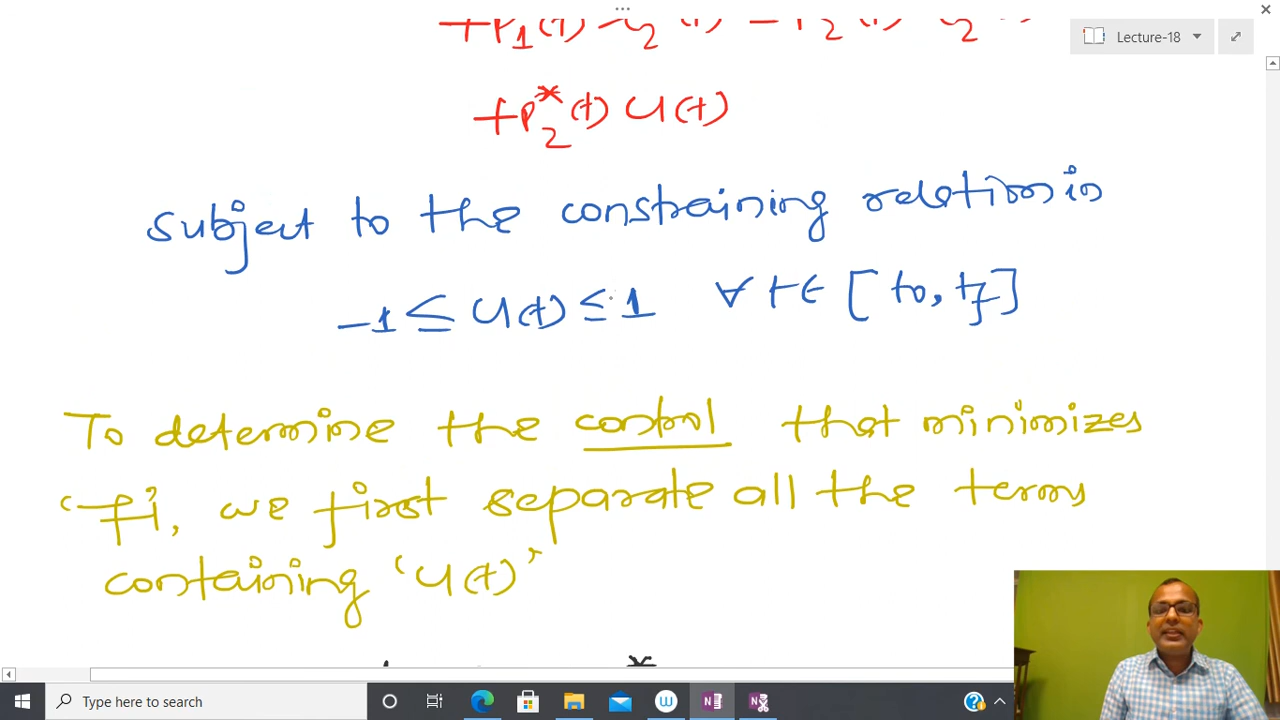 Lecture-18
+p₂*(t) u(t)
subject to the constraining relation is
-1 ≤ u(t) ≤ 1 ∀ t ∈ [t0, tf]
To determine the control that minimizes
we first separate all the terms
containing 'u(t)'
Type here to search